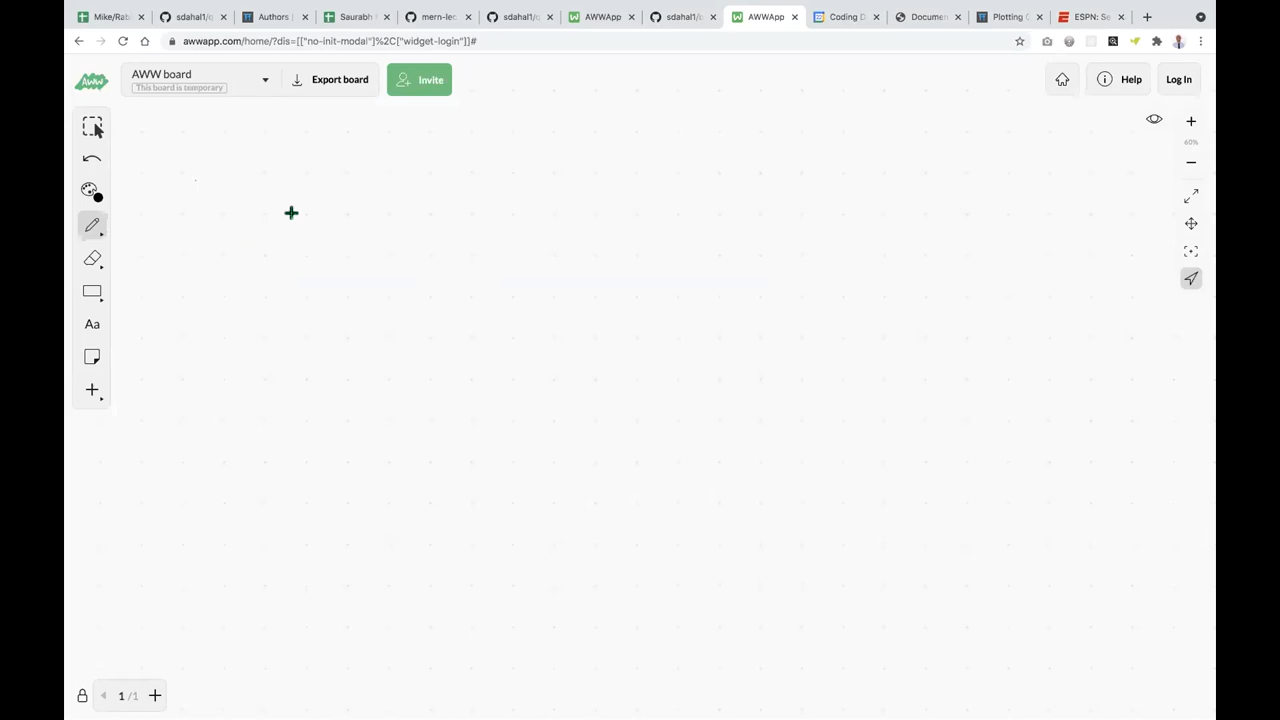 Mike/Rab
sdahal1/q
Authors
Saurabh
mern-lec
sdahal1/q
AWWApp
sdahal1/
AWWApp
Coding D
Documen
Plotting
ESPN: Se
awwapp.com/home/?dis=[["no-init-modal"]%2C["widget-login"]]#
AWW
AWW board
This board is temporary
Export board
Invite
Help
Log In
60%
Aa
1 /1